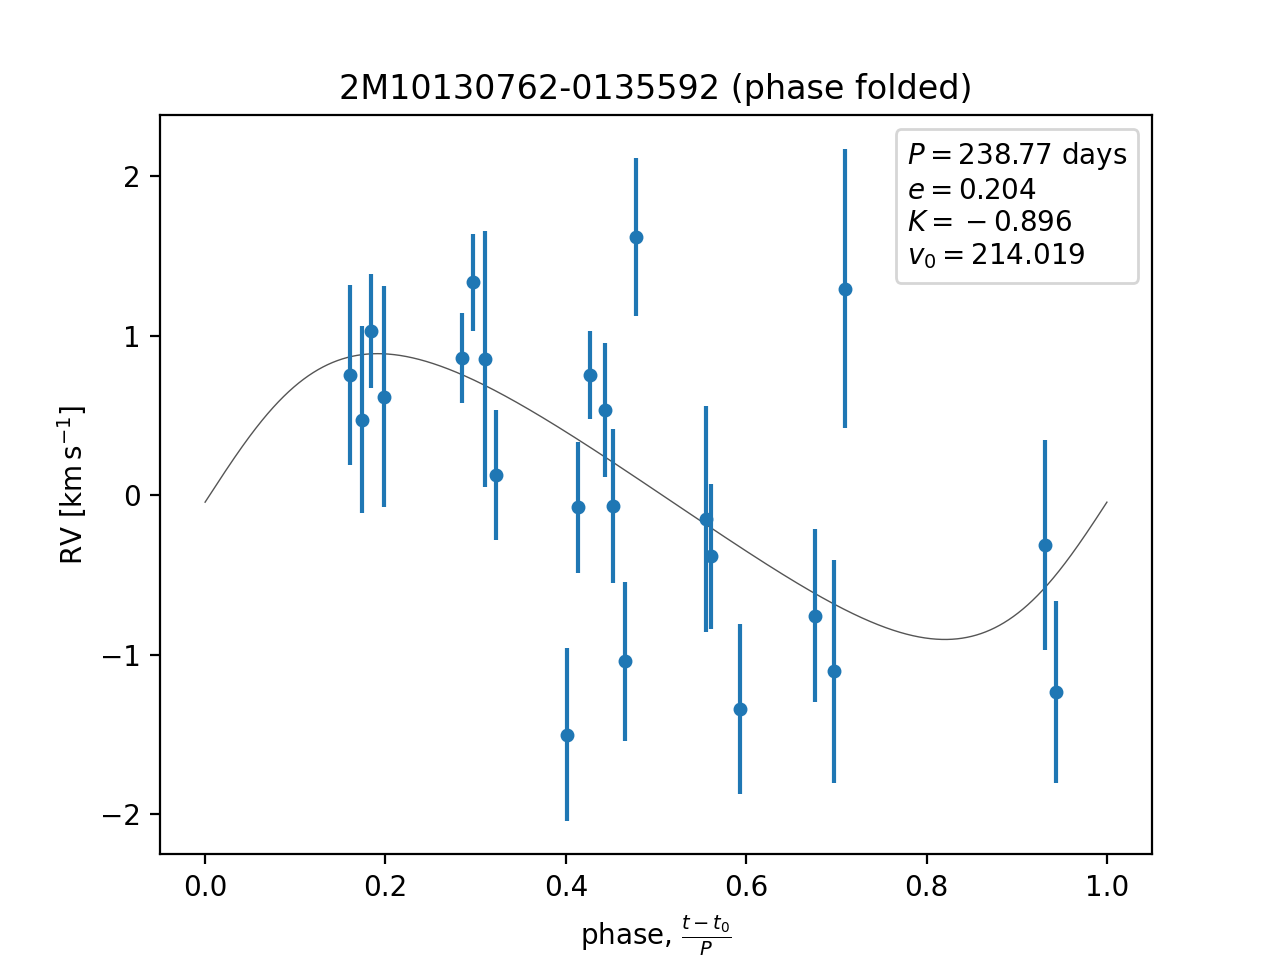 2M10130762-0135592 (phase folded)
P = 238.77 days
e = 0.204
K = −0.896
v₀ = 214.019
RV [km s⁻¹]
2
1
0
−1
−2
0.0 0.2 0.4 0.6 0.8 1.0
phase, (t − t₀)/P